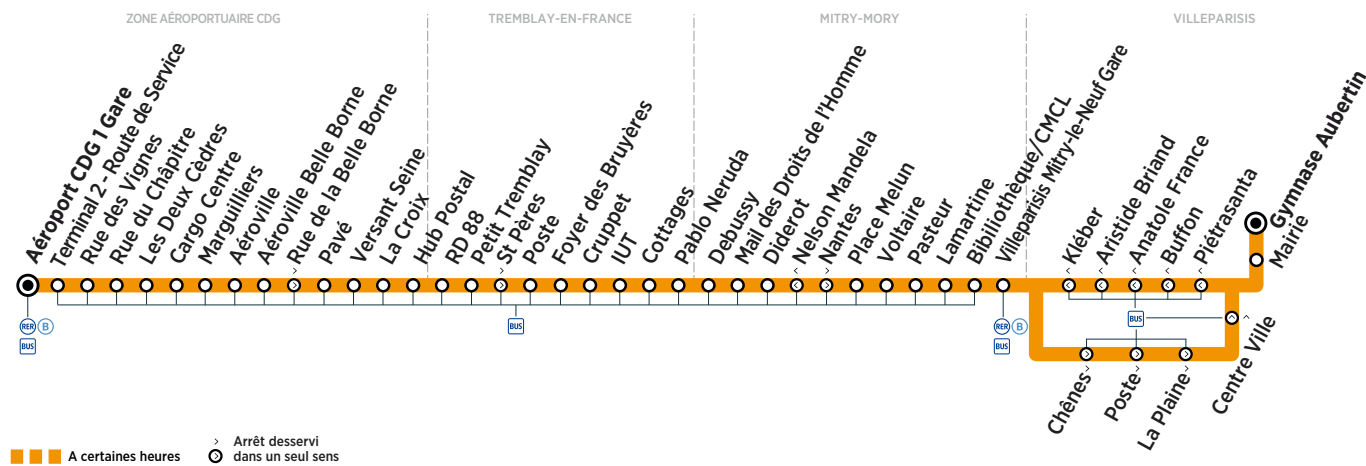 ZONE AÉROPORTUAIRE CDG
TREMBLAY-EN-FRANCE
MITRY-MORY
VILLEPARISIS
Aéroport CDG 1 Gare
Terminal 2 - Route de Service
Rue des Vignes
Rue du Châpitre
Les Deux Cèdres
Cargo Centre
Marguilliers
Aéroville
Aéroville Belle Borne
Rue de la Belle Borne
Pavé
Versant Seine
La Croix
Hub Postal
RD 88
Petit Tremblay
St Pères
Poste
Foyer des Bruyères
Cruppet
IUT
Cottages
Pablo Neruda
Debussy
Mail des Droits de l'Homme
Diderot
Nelson Mandela
Nantes
Place Melun
Voltaire
Pasteur
Lamartine
Bibliothèque/CMCL
Villeparisis Mitry-le-Neuf Gare
Kléber
Aristide Briand
Anatole France
Buffon
Piétrasanta
Gymnase Aubertin
Mairie
RER B
BUS
BUS
RER B
BUS
BUS
Chênes
Poste
La Plaine
Centre Ville
A certaines heures
Arrêt desservi
dans un seul sens